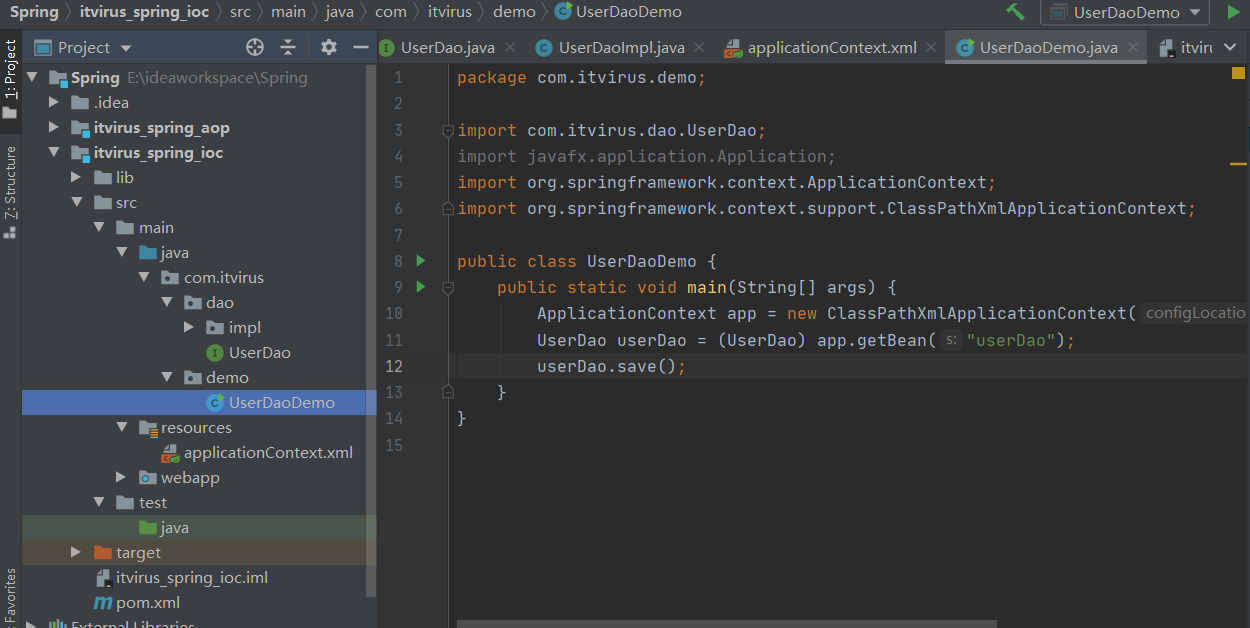 Spring itvirus_spring_ioc src main java com itvirus demo UserDaoDemo
UserDaoDemo
1: Project
Z: Structure
Favorites
Project
Spring E:\ideaworkspace\Spring
.idea
itvirus_spring_aop
itvirus_spring_ioc
lib
src
main
java
com.itvirus
dao
impl
UserDao
demo
UserDaoDemo
resources
applicationContext.xml
webapp
test
java
target
itvirus_spring_ioc.iml
pom.xml
External Libraries
UserDao.java UserDaoImpl.java applicationContext.xml UserDaoDemo.java itviru
1 package com.itvirus.demo;
2
3 import com.itvirus.dao.UserDao;
4 import javafx.application.Application;
5 import org.springframework.context.ApplicationContext;
6 import org.springframework.context.support.ClassPathXmlApplicationContext;
7
8 public class UserDaoDemo {
9 public static void main(String[] args) {
10 ApplicationContext app = new ClassPathXmlApplicationContext( configLocatio
11 UserDao userDao = (UserDao) app.getBean( s: "userDao");
12 userDao.save();
13 }
14 }
15